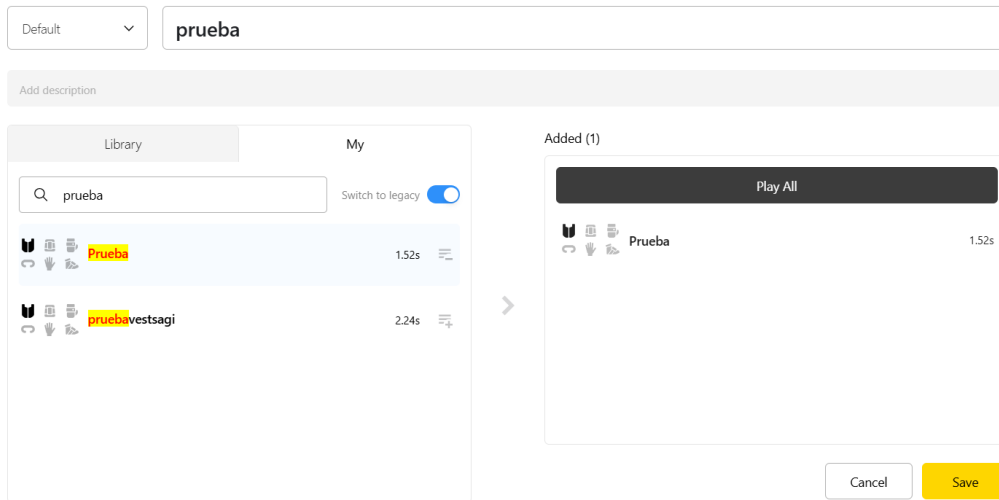 Default
prueba
Add description
Library
My
prueba
Switch to legacy
Prueba
1.52s
pruebavestsagi
2.24s
Added (1)
Play All
Prueba
1.52s
Cancel
Save